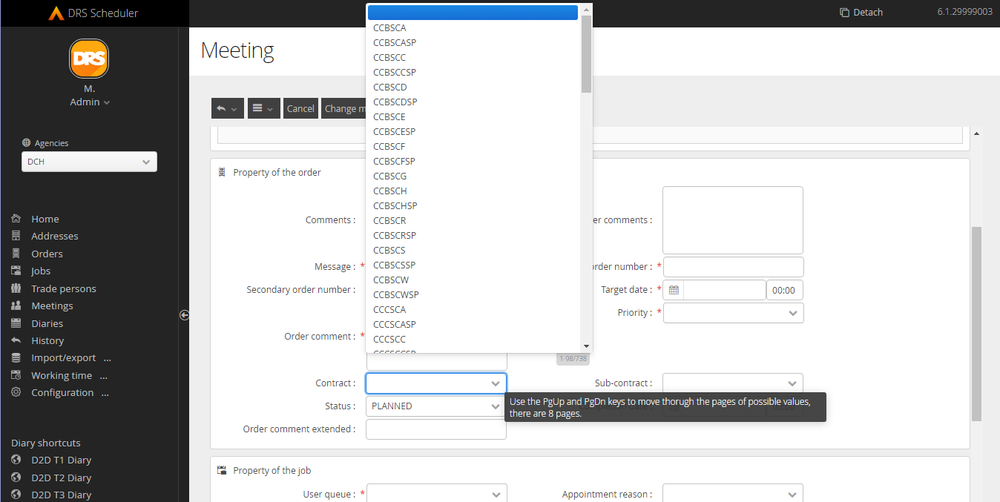 DRS Scheduler
Detach
6.1.29999003
DRS
M.
Admin
Agencies
DCH
Home
Addresses
Orders
Jobs
Trade persons
Meetings
Diaries
History
Import/export ...
Working time ...
Configuration ...
Diary shortcuts
D2D T1 Diary
D2D T2 Diary
D2D T3 Diary
Meeting
Cancel
Change m
Property of the order
Comments :
er comments :
Message : *
order number : *
Secondary order number :
Target date : *
00:00
Priority : *
Order comment : *
1-98/738
Contract :
Sub-contract :
Status :
PLANNED
Order comment extended :
CCBSCA
CCBSCASP
CCBSCC
CCBSCCSP
CCBSCD
CCBSCDSP
CCBSCE
CCBSCESP
CCBSCF
CCBSCFSP
CCBSCG
CCBSCH
CCBSCHSP
CCBSCR
CCBSCRSP
CCBSCS
CCBSCSSP
CCBSCW
CCBSCWSP
CCCSCA
CCCSCASP
CCCSCC
CCCSCCSP
Use the PgUp and PgDn keys to move thorugh the pages of possible values,
there are 8 pages.
Property of the job
User queue : *
Appointment reason :